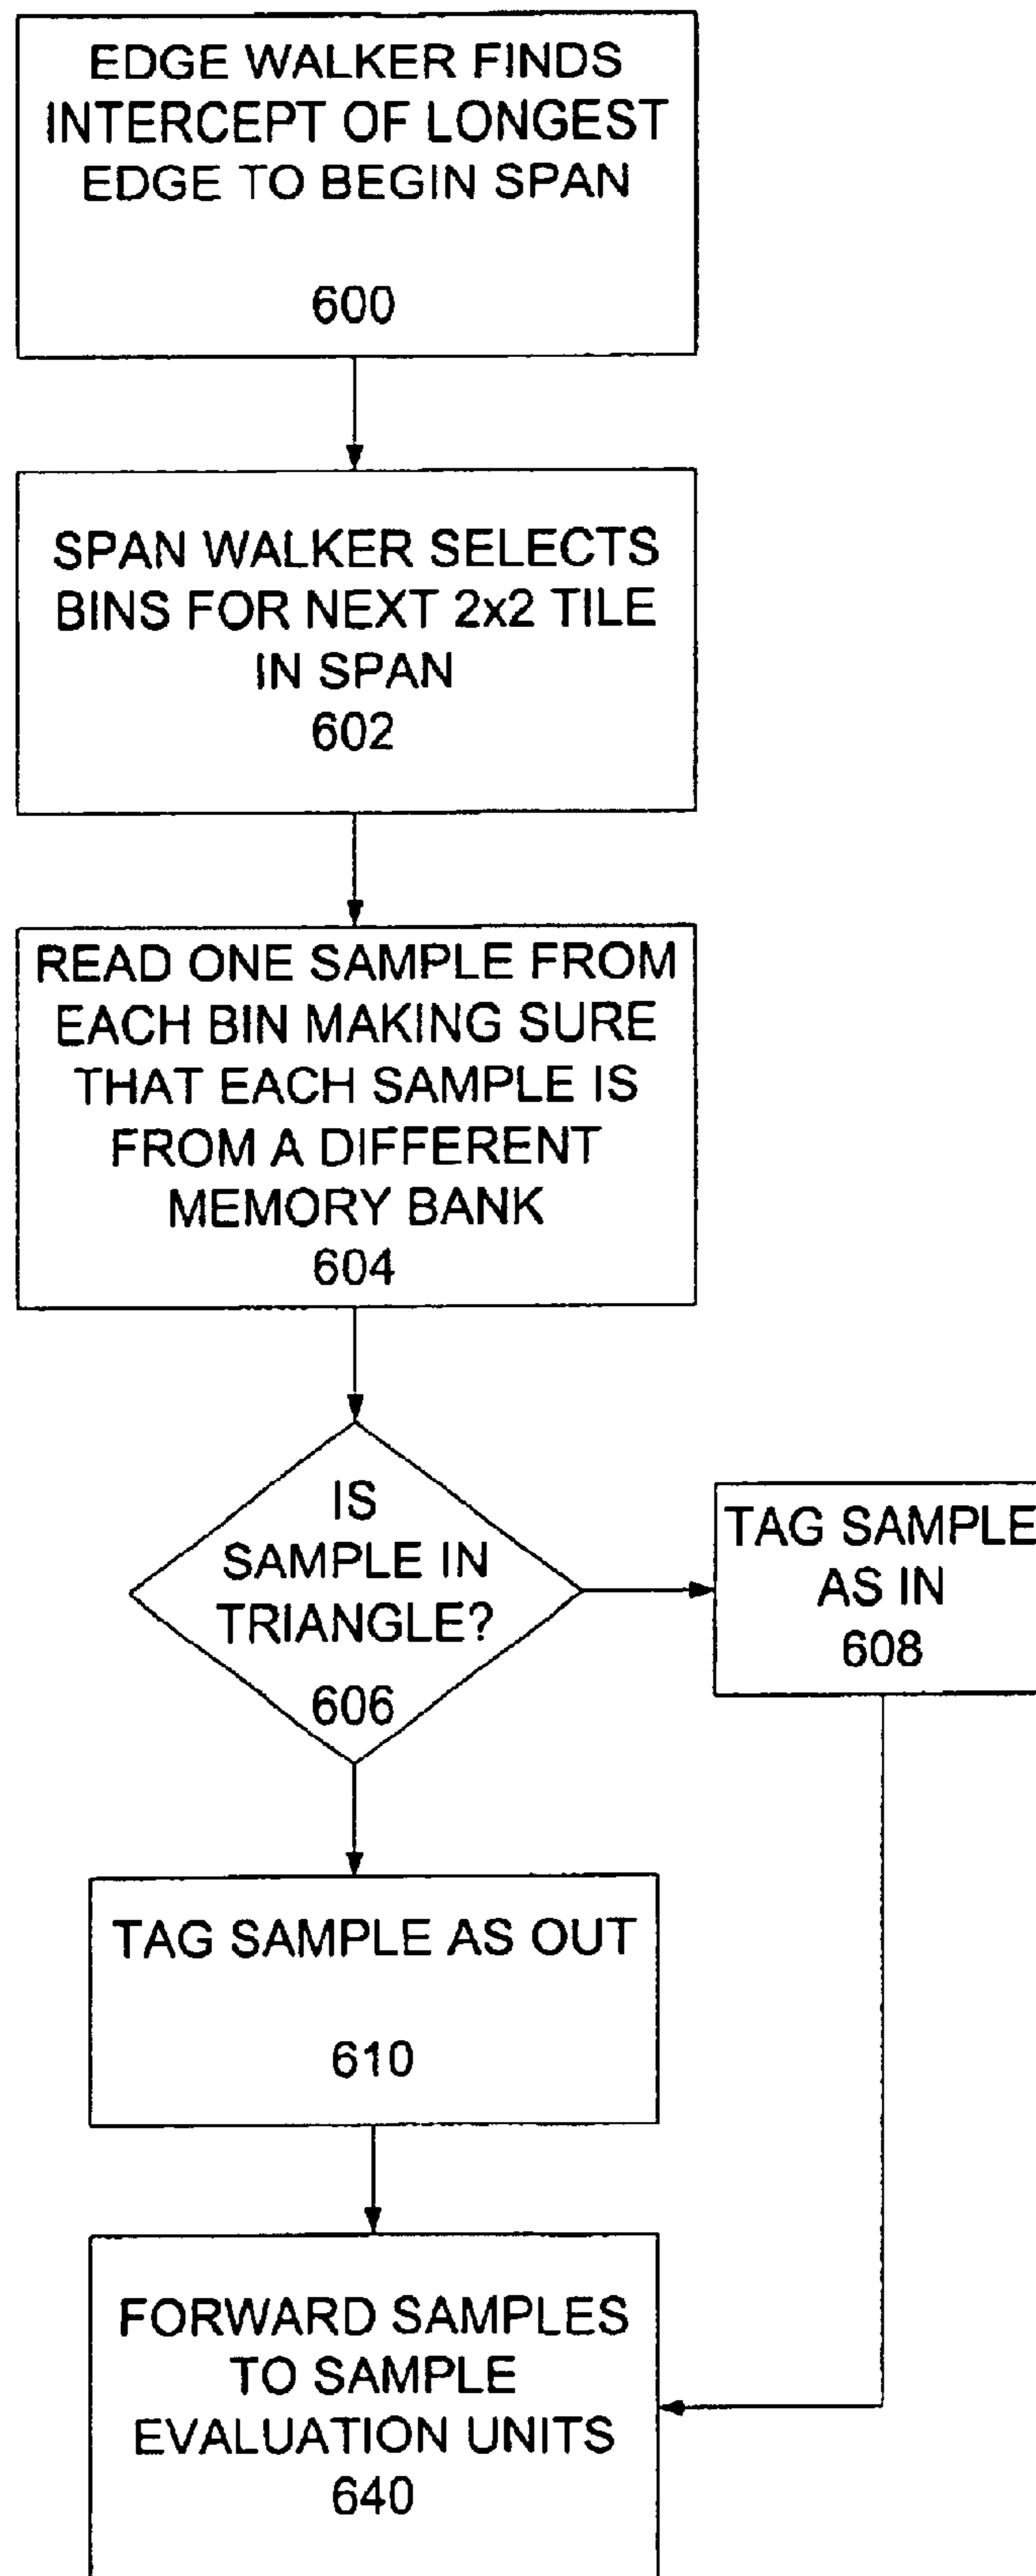 EDGE WALKER FINDS
INTERCEPT OF LONGEST
EDGE TO BEGIN SPAN
600
SPAN WALKER SELECTS
BINS FOR NEXT 2x2 TILE
IN SPAN
602
READ ONE SAMPLE FROM
EACH BIN MAKING SURE
THAT EACH SAMPLE IS
FROM A DIFFERENT
MEMORY BANK
604
IS
SAMPLE IN
TRIANGLE?
606
TAG SAMPLE
AS IN
608
TAG SAMPLE AS OUT
610
FORWARD SAMPLES
TO SAMPLE
EVALUATION UNITS
640